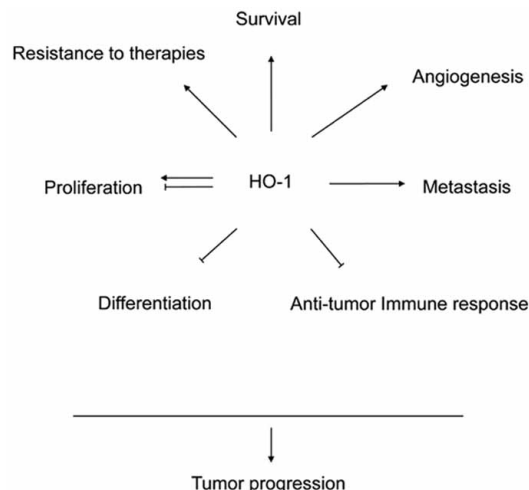 Survival
Resistance to therapies
Angiogenesis
Proliferation
HO-1
Metastasis
Differentiation
Anti-tumor Immune response
Tumor progression